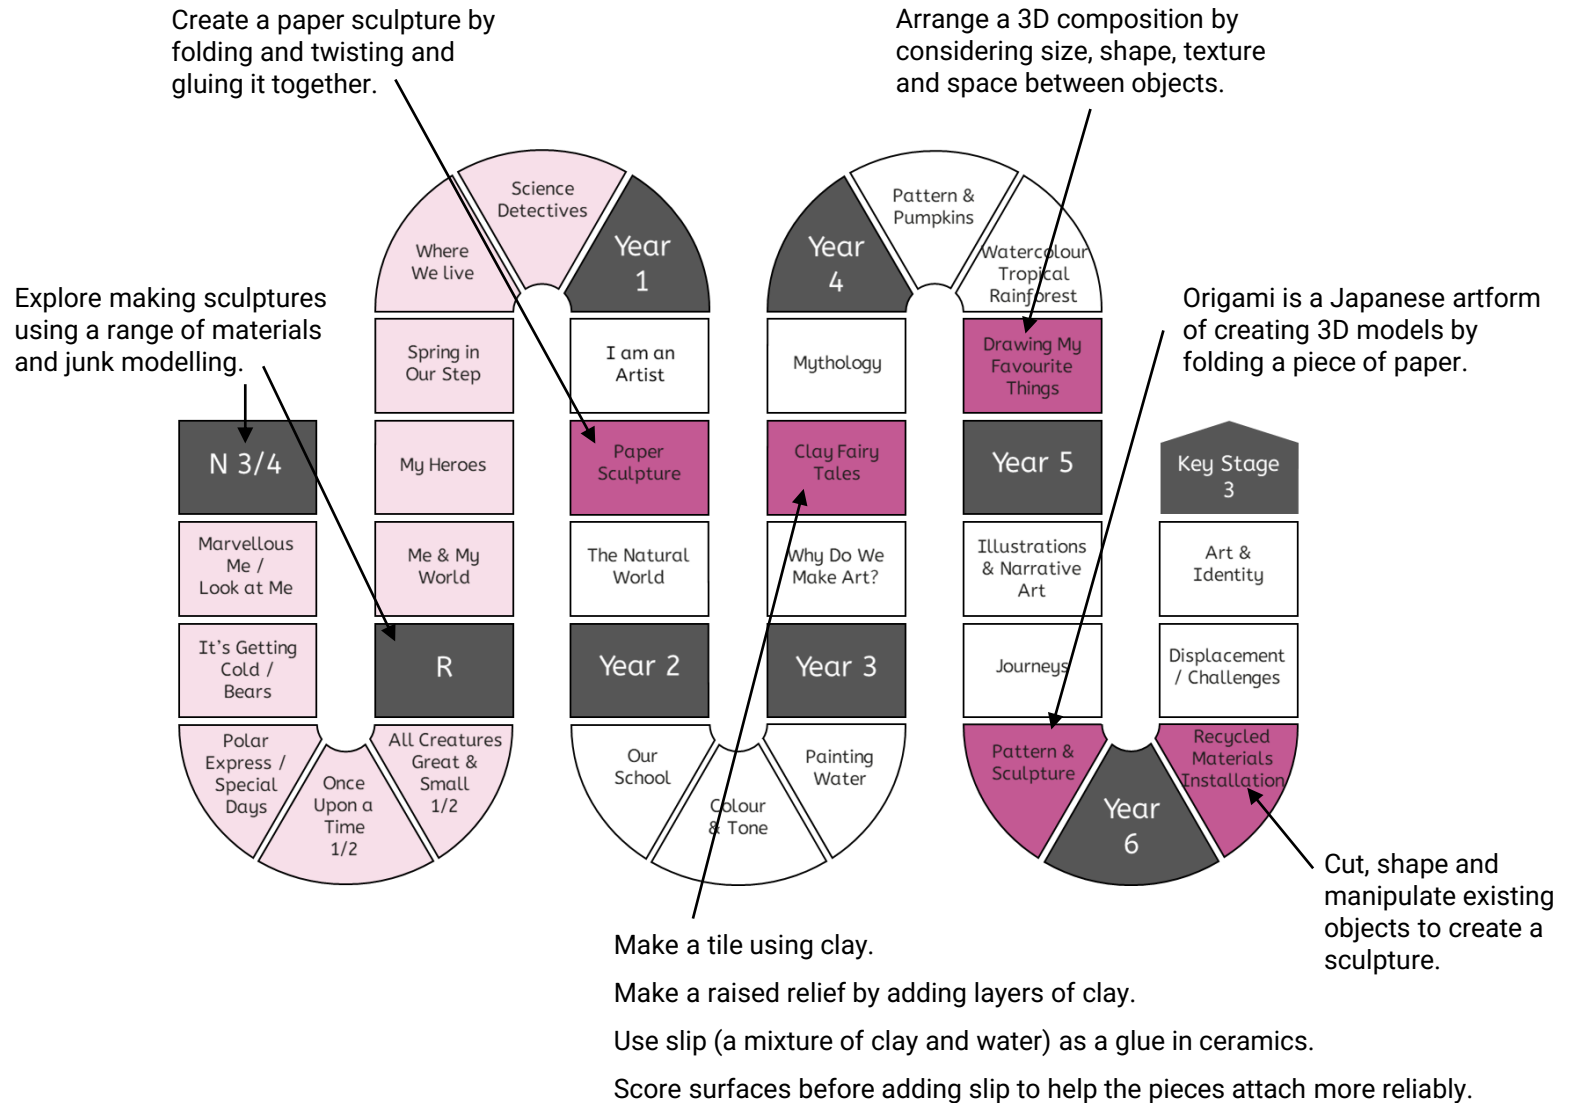 Create a paper sculpture by
folding and twisting and
gluing it together.
Arrange a 3D composition by
considering size, shape, texture
and space between objects.
Explore making sculptures
using a range of materials
and junk modelling.
Origami is a Japanese artform
of creating 3D models by
folding a piece of paper.
N 3/4
Marvellous
Me /
Look at Me
It's Getting
Cold /
Bears
Polar
Express /
Special
Days
Once
Upon a
Time
1/2
All Creatures
Great &
Small
1/2
R
Me & My
World
My Heroes
Spring in
Our Step
Where
We live
Science
Detectives
Year
1
I am an
Artist
Paper
Sculpture
The Natural
World
Year 2
Our
School
Colour
& Tone
Painting
Water
Year 3
Why Do We
Make Art?
Clay Fairy
Tales
Mythology
Year
4
Pattern &
Pumpkins
Watercolour
Tropical
Rainforest
Drawing My
Favourite
Things
Year 5
Illustrations
& Narrative
Art
Journeys
Pattern &
Sculpture
Year
6
Recycled
Materials
Installation
Displacement
/ Challenges
Art &
Identity
Key Stage
3
Cut, shape and
manipulate existing
objects to create a
sculpture.
Make a tile using clay.
Make a raised relief by adding layers of clay.
Use slip (a mixture of clay and water) as a glue in ceramics.
Score surfaces before adding slip to help the pieces attach more reliably.